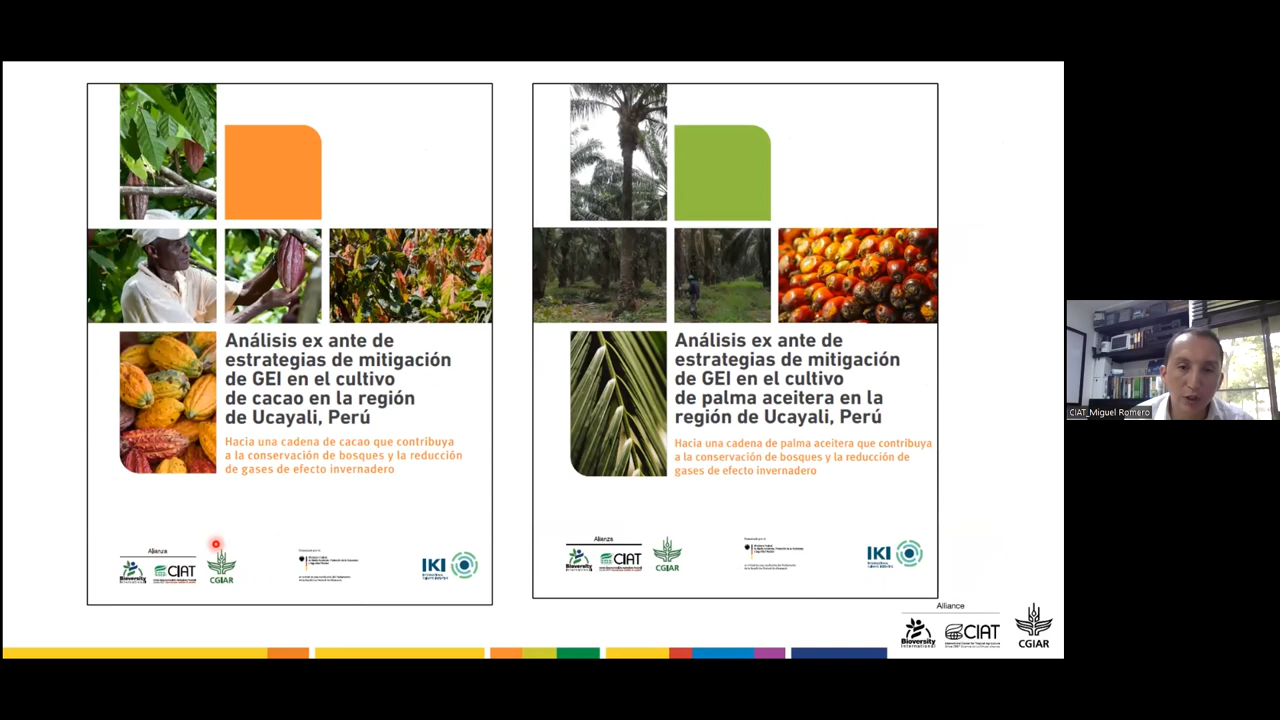 Análisis ex ante de
estrategias de mitigación
de GEI en el cultivo
de cacao en la región
de Ucayali, Perú
Hacia una cadena de cacao que contribuya
a la conservación de bosques y la reducción
de gases de efecto invernadero
Alianza
Bioversity
International
CIAT
CGIAR
IKI
Análisis ex ante de
estrategias de mitigación
de GEI en el cultivo
de palma aceitera en la
región de Ucayali, Perú
Hacia una cadena de palma aceitera que contribuya
a la conservación de bosques y la reducción de
gases de efecto invernadero
Alianza
Bioversity
International
CIAT
CGIAR
IKI
Alliance
Bioversity
International
CIAT
International Center for Tropical Agriculture
CGIAR
CIAT_Miguel Romero